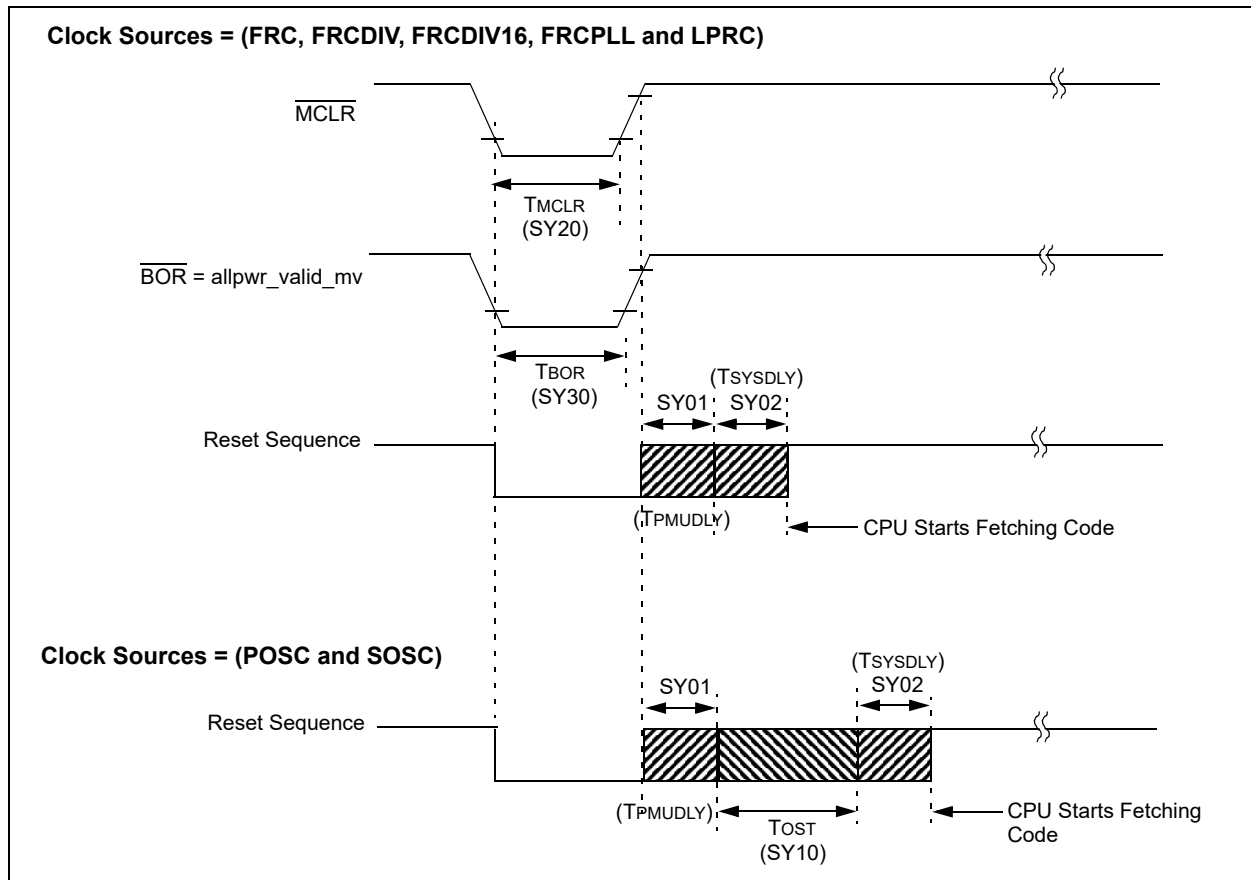 Clock Sources = (FRC, FRCDIV, FRCDIV16, FRCPLL and LPRC)
MCLR
TMCLR
(SY20)
BOR = allpwr_valid_mv
TBOR
(SY30)
(TSYSDLY)
SY01
SY02
Reset Sequence
(TPMUDLY)
CPU Starts Fetching Code
Clock Sources = (POSC and SOSC)
(TSYSDLY)
SY01
SY02
Reset Sequence
(TPMUDLY)
TOST
(SY10)
CPU Starts Fetching
Code